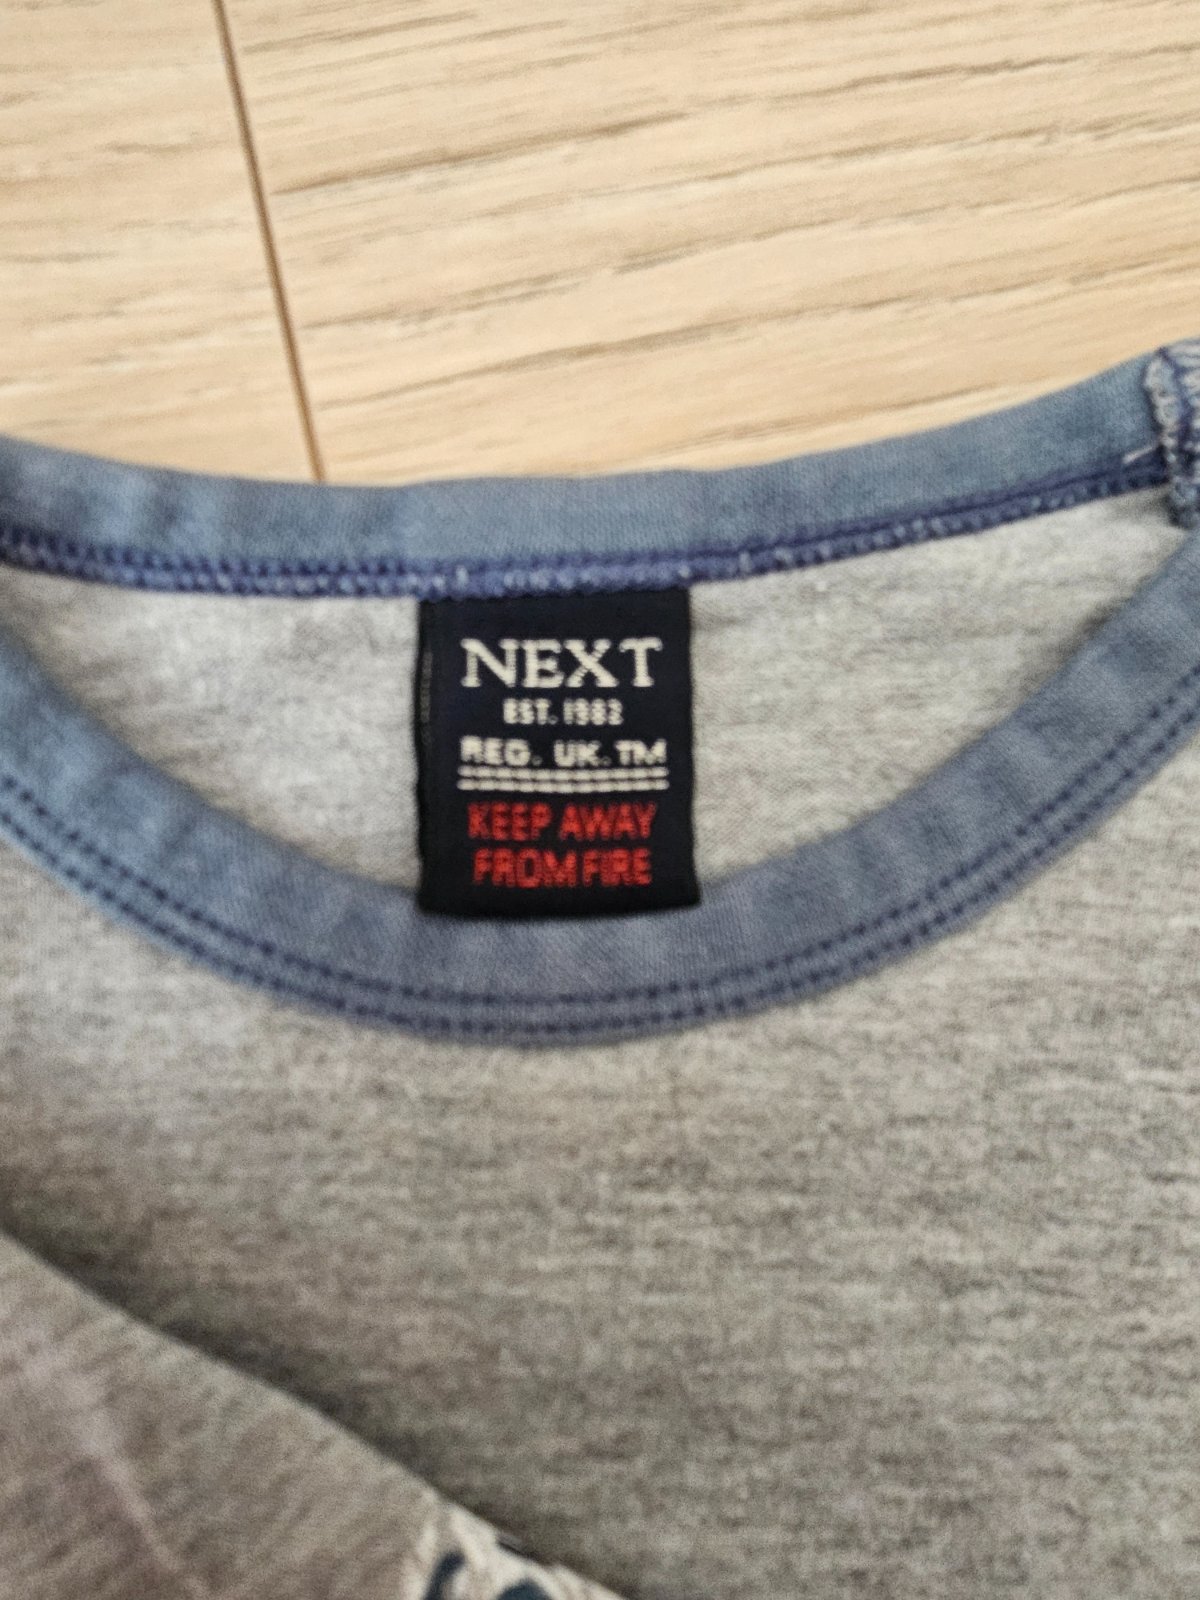 NEXT
EST. 1982
REG. UK. TM
KEEP AWAY
FROM FIRE